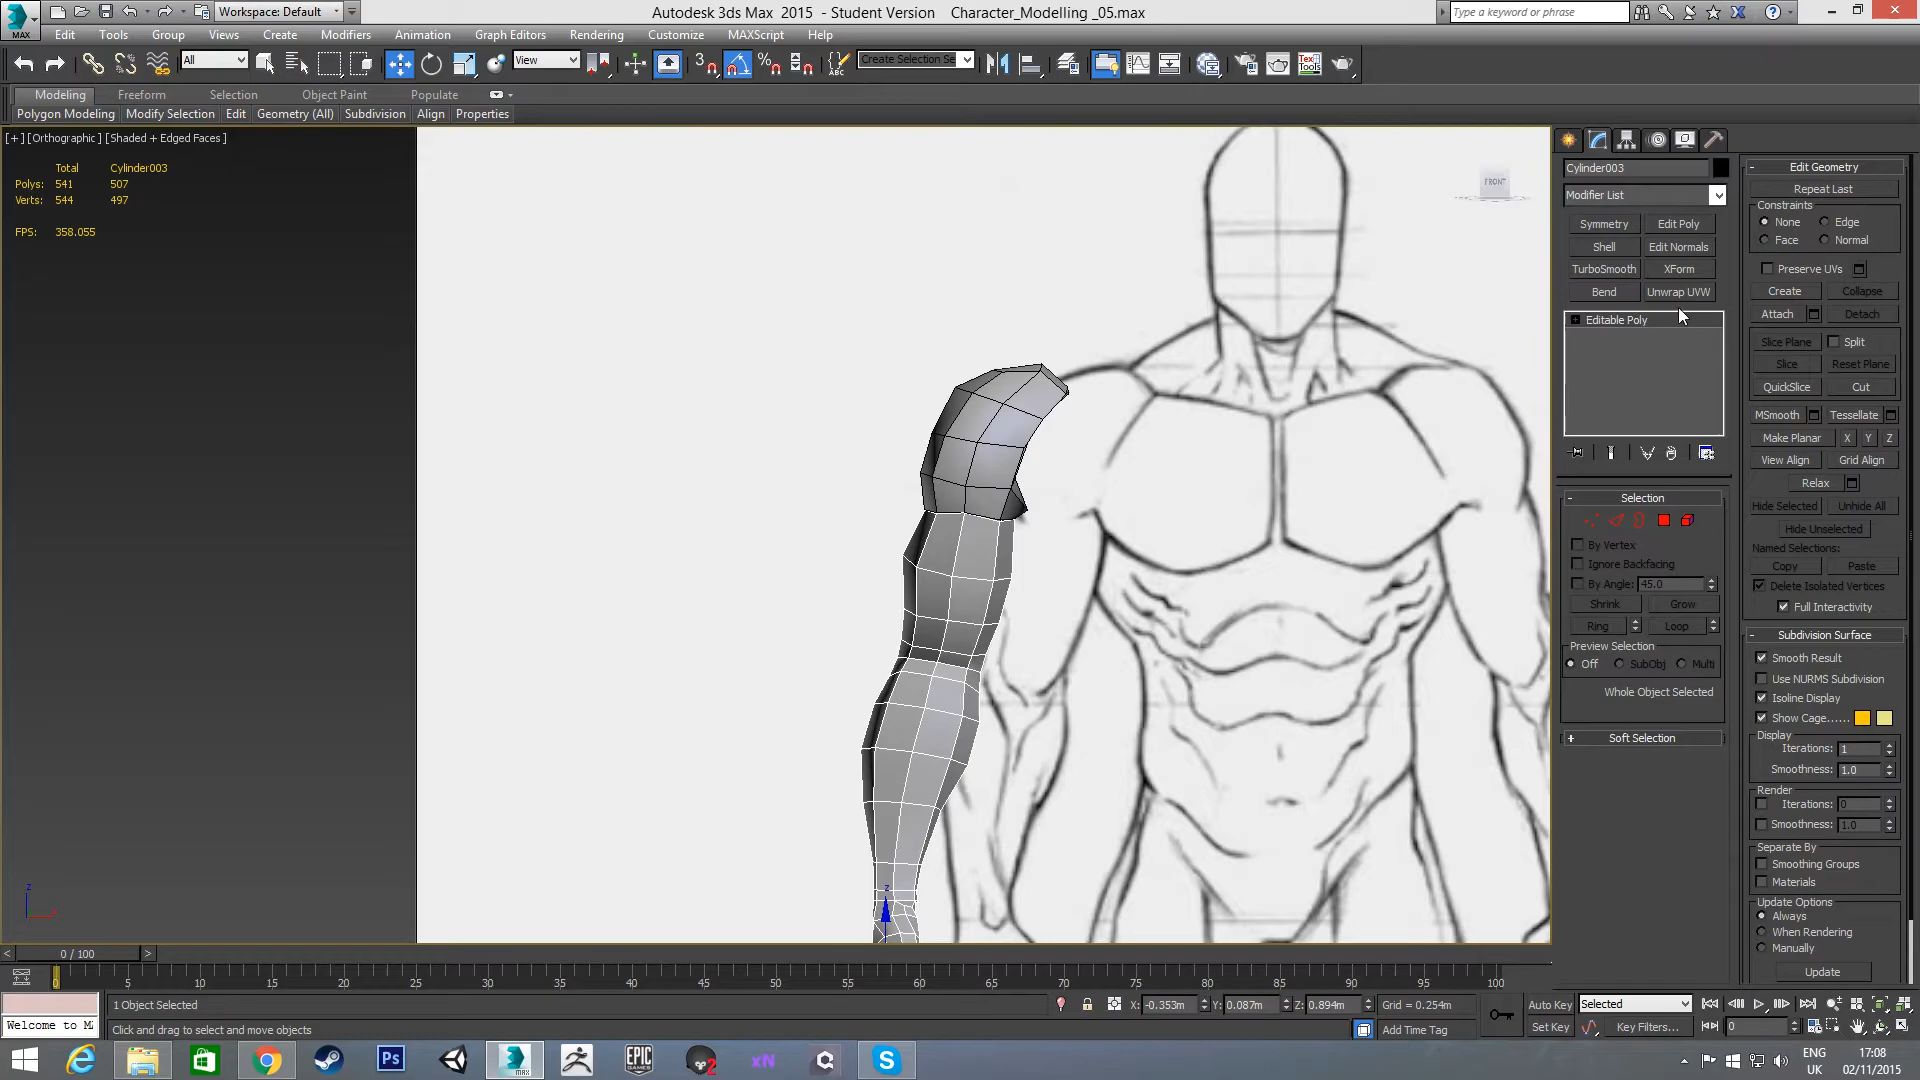 Autodesk 3ds Max 2015 - Student Version Character_Modelling _05.max
Workspace: Default
Type a keyword or phrase
MAX
Edit Tools Group Views Create Modifiers Animation Graph Editors Rendering Customize MAXScript Help
All
View
Create Selection Se
Modeling Freeform Selection Object Paint Populate
Polygon Modeling Modify Selection Edit Geometry (All) Subdivision Align Properties
[+] [Orthographic ] [Shaded + Edged Faces ]
Total Cylinder003
Polys: 541 507
Verts: 544 497
FPS: 358.055
FRONT
z
z
Cylinder003
Modifier List
Symmetry Edit Poly
Shell Edit Normals
TurboSmooth XForm
Bend Unwrap UVW
Editable Poly
Selection
By Vertex
Ignore Backfacing
By Angle: 45.0
Shrink Grow
Ring Loop
Preview Selection
Off SubObj Multi
Whole Object Selected
Soft Selection
Edit Geometry
Repeat Last
Constraints
None Edge
Face Normal
Preserve UVs
Create Collapse
Attach Detach
Slice Plane Split
Slice Reset Plane
QuickSlice Cut
MSmooth Tessellate
Make Planar X Y Z
View Align Grid Align
Relax
Hide Selected Unhide All
Hide Unselected
Named Selections:
Copy Paste
Delete Isolated Vertices
Full Interactivity
Subdivision Surface
Smooth Result
Use NURMS Subdivision
Isoline Display
Show Cage......
Display
Iterations: 1
Smoothness: 1.0
Render
Iterations: 0
Smoothness: 1.0
Separate By
Smoothing Groups
Materials
Update Options
Always
When Rendering
Manually
Update
< 0 / 100 >
0 5 10 15 20 25 30 35 40 45 50 55 60 65 70 75 80 85 90 95 100
1 Object Selected
X: -0.353m Y: 0.087m Z: 0.894m Grid = 0.254m
Auto Key Selected
Welcome to M
Click and drag to select and move objects
Add Time Tag
Set Key Key Filters... 0
Ps
EPIC GAMES
2
xN
S
ENG
UK
17:08
02/11/2015